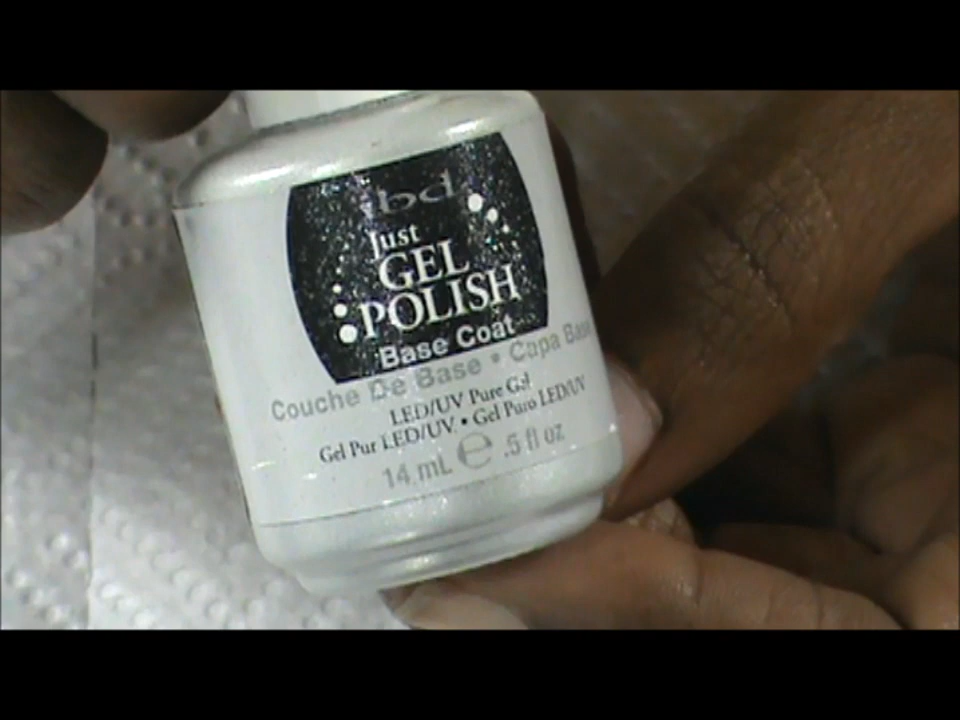 ibd
Just
GEL
POLISH
Base Coat
Couche De Base • Capa Base
LED/UV Pure Gel
Gel Pur LED/UV • Gel Puro LED/UV
14 mL ℮ .5 fl oz